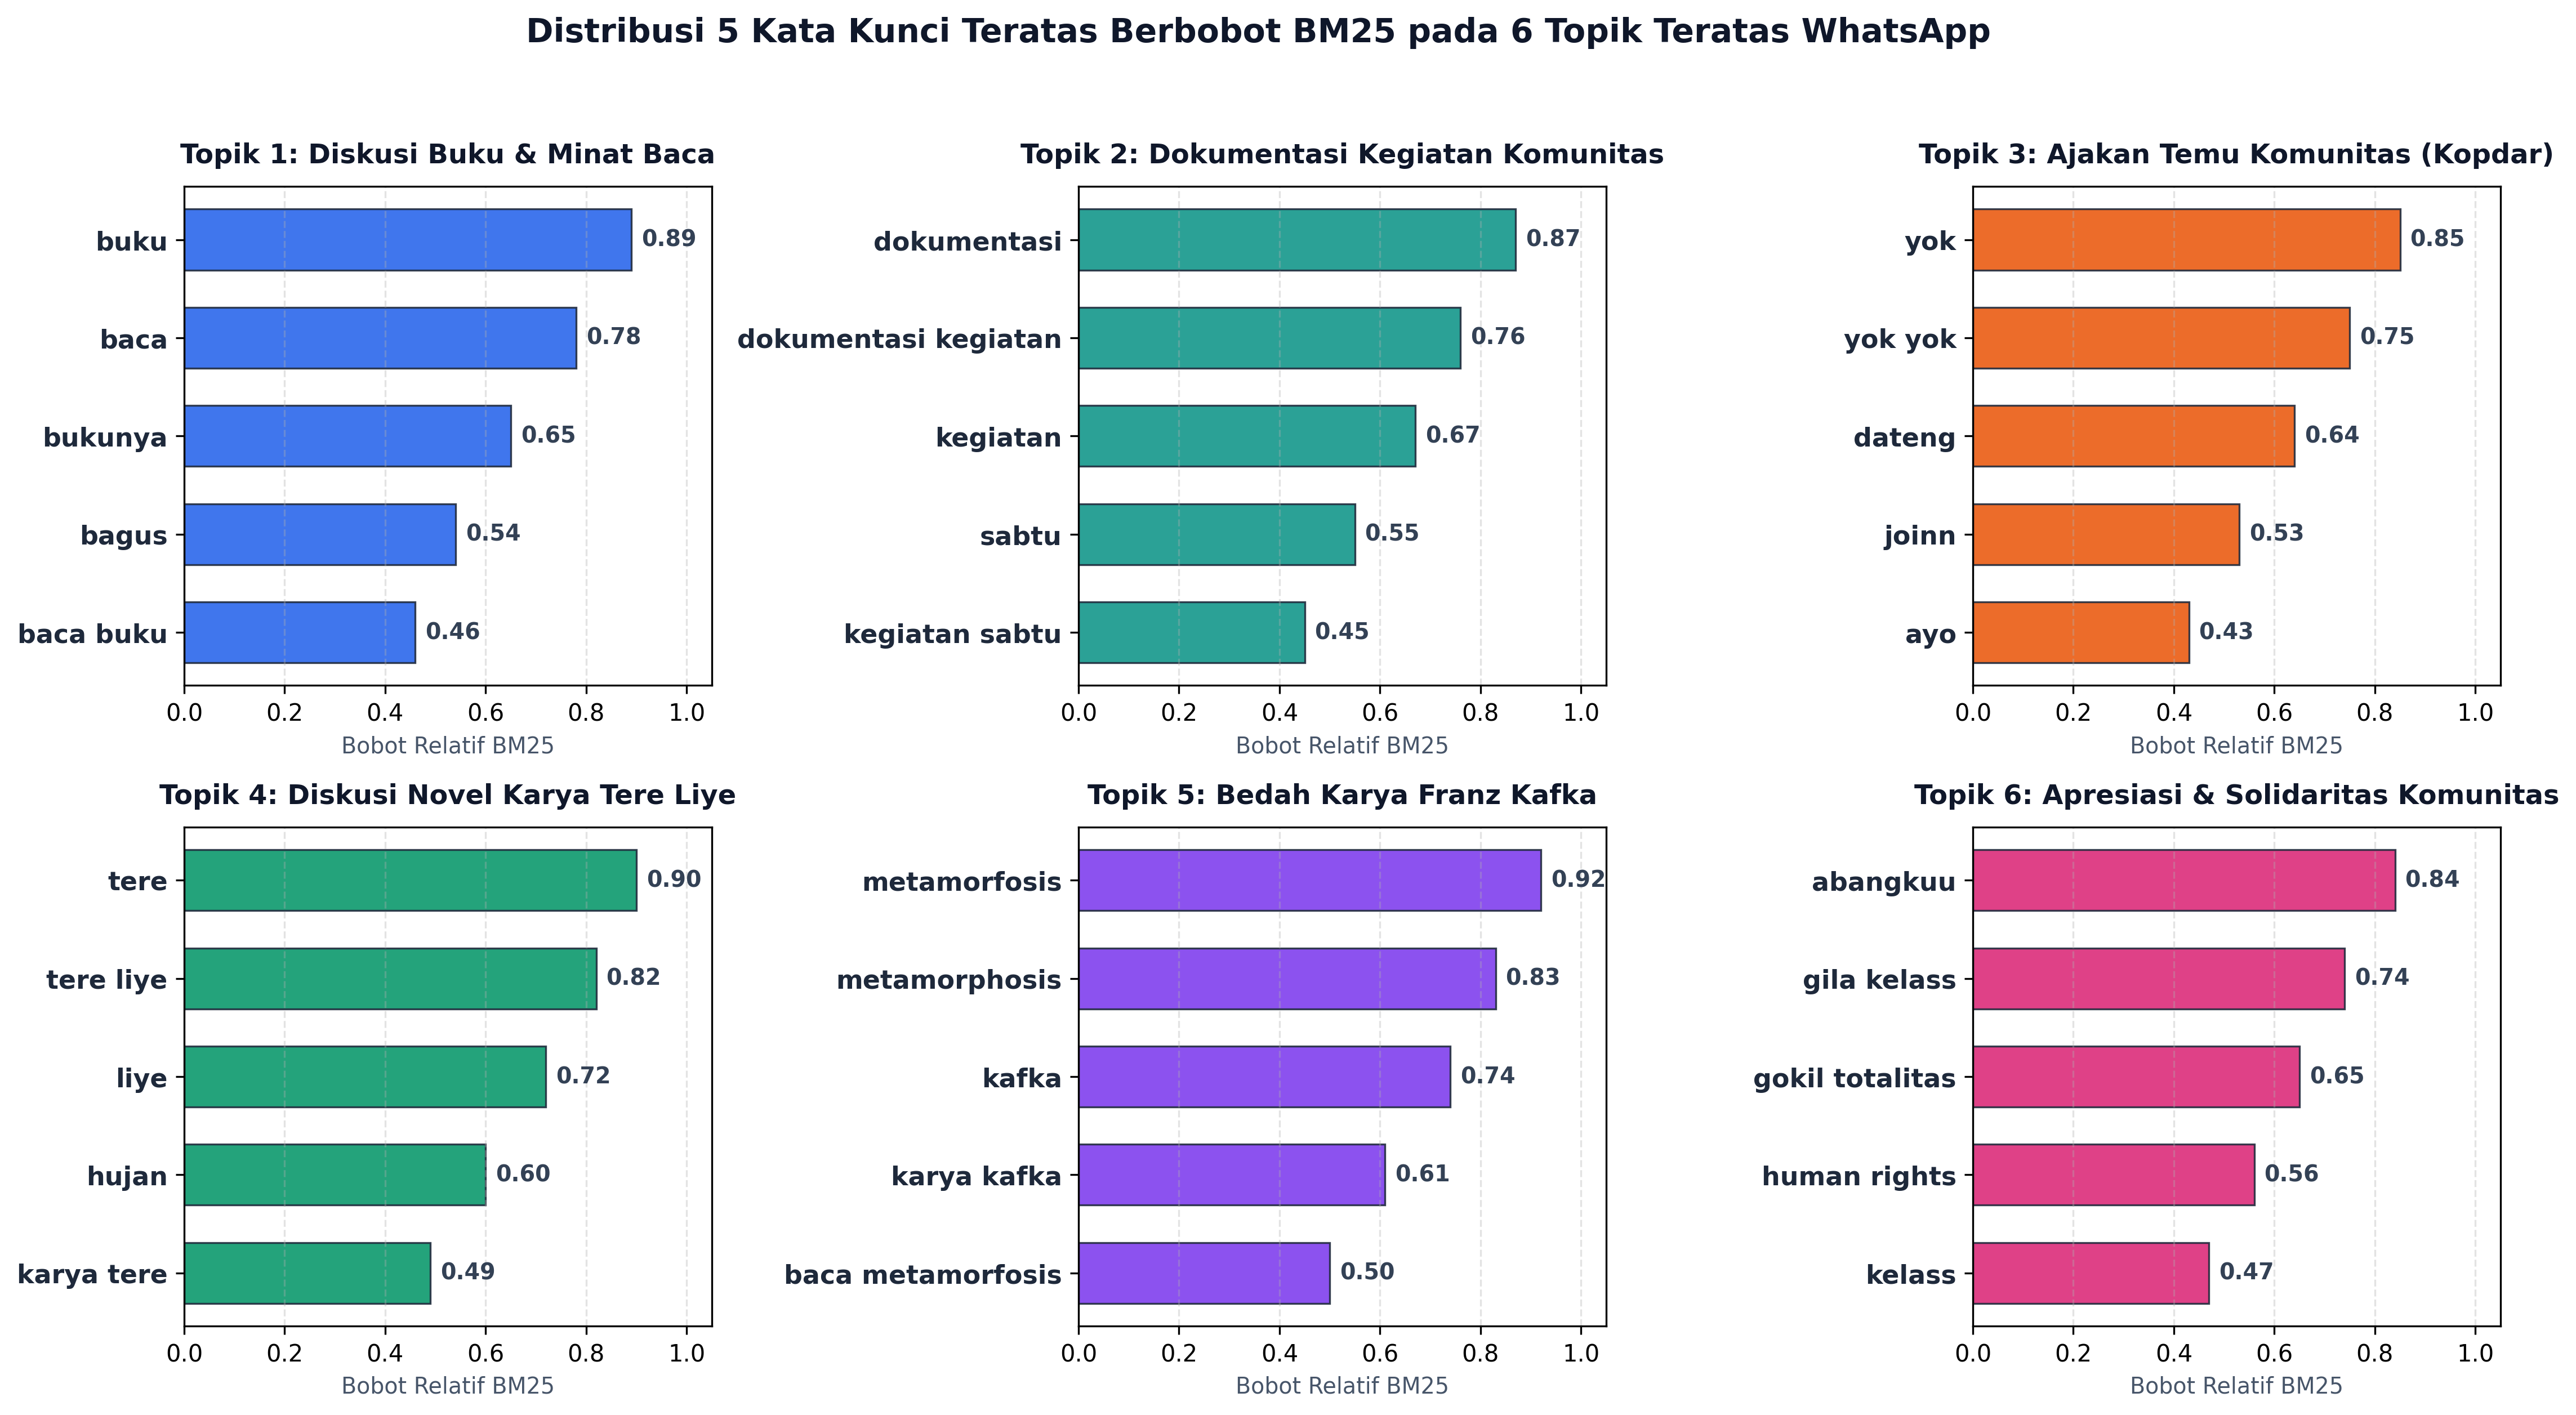 Distribusi 5 Kata Kunci Teratas Berbobot BM25 pada 6 Topik Teratas WhatsApp
Topik 1: Diskusi Buku & Minat Baca
buku
0.89
baca
0.78
bukunya
0.65
bagus
0.54
baca buku
0.46
0.0 0.2 0.4 0.6 0.8 1.0
Bobot Relatif BM25
Topik 2: Dokumentasi Kegiatan Komunitas
dokumentasi
0.87
dokumentasi kegiatan
0.76
kegiatan
0.67
sabtu
0.55
kegiatan sabtu
0.45
0.0 0.2 0.4 0.6 0.8 1.0
Bobot Relatif BM25
Topik 3: Ajakan Temu Komunitas (Kopdar)
yok
0.85
yok yok
0.75
dateng
0.64
joinn
0.53
ayo
0.43
0.0 0.2 0.4 0.6 0.8 1.0
Bobot Relatif BM25
Topik 4: Diskusi Novel Karya Tere Liye
tere
0.90
tere liye
0.82
liye
0.72
hujan
0.60
karya tere
0.49
0.0 0.2 0.4 0.6 0.8 1.0
Bobot Relatif BM25
Topik 5: Bedah Karya Franz Kafka
metamorfosis
0.92
metamorphosis
0.83
kafka
0.74
karya kafka
0.61
baca metamorfosis
0.50
0.0 0.2 0.4 0.6 0.8 1.0
Bobot Relatif BM25
Topik 6: Apresiasi & Solidaritas Komunitas
abangkuu
0.84
gila kelass
0.74
gokil totalitas
0.65
human rights
0.56
kelass
0.47
0.0 0.2 0.4 0.6 0.8 1.0
Bobot Relatif BM25